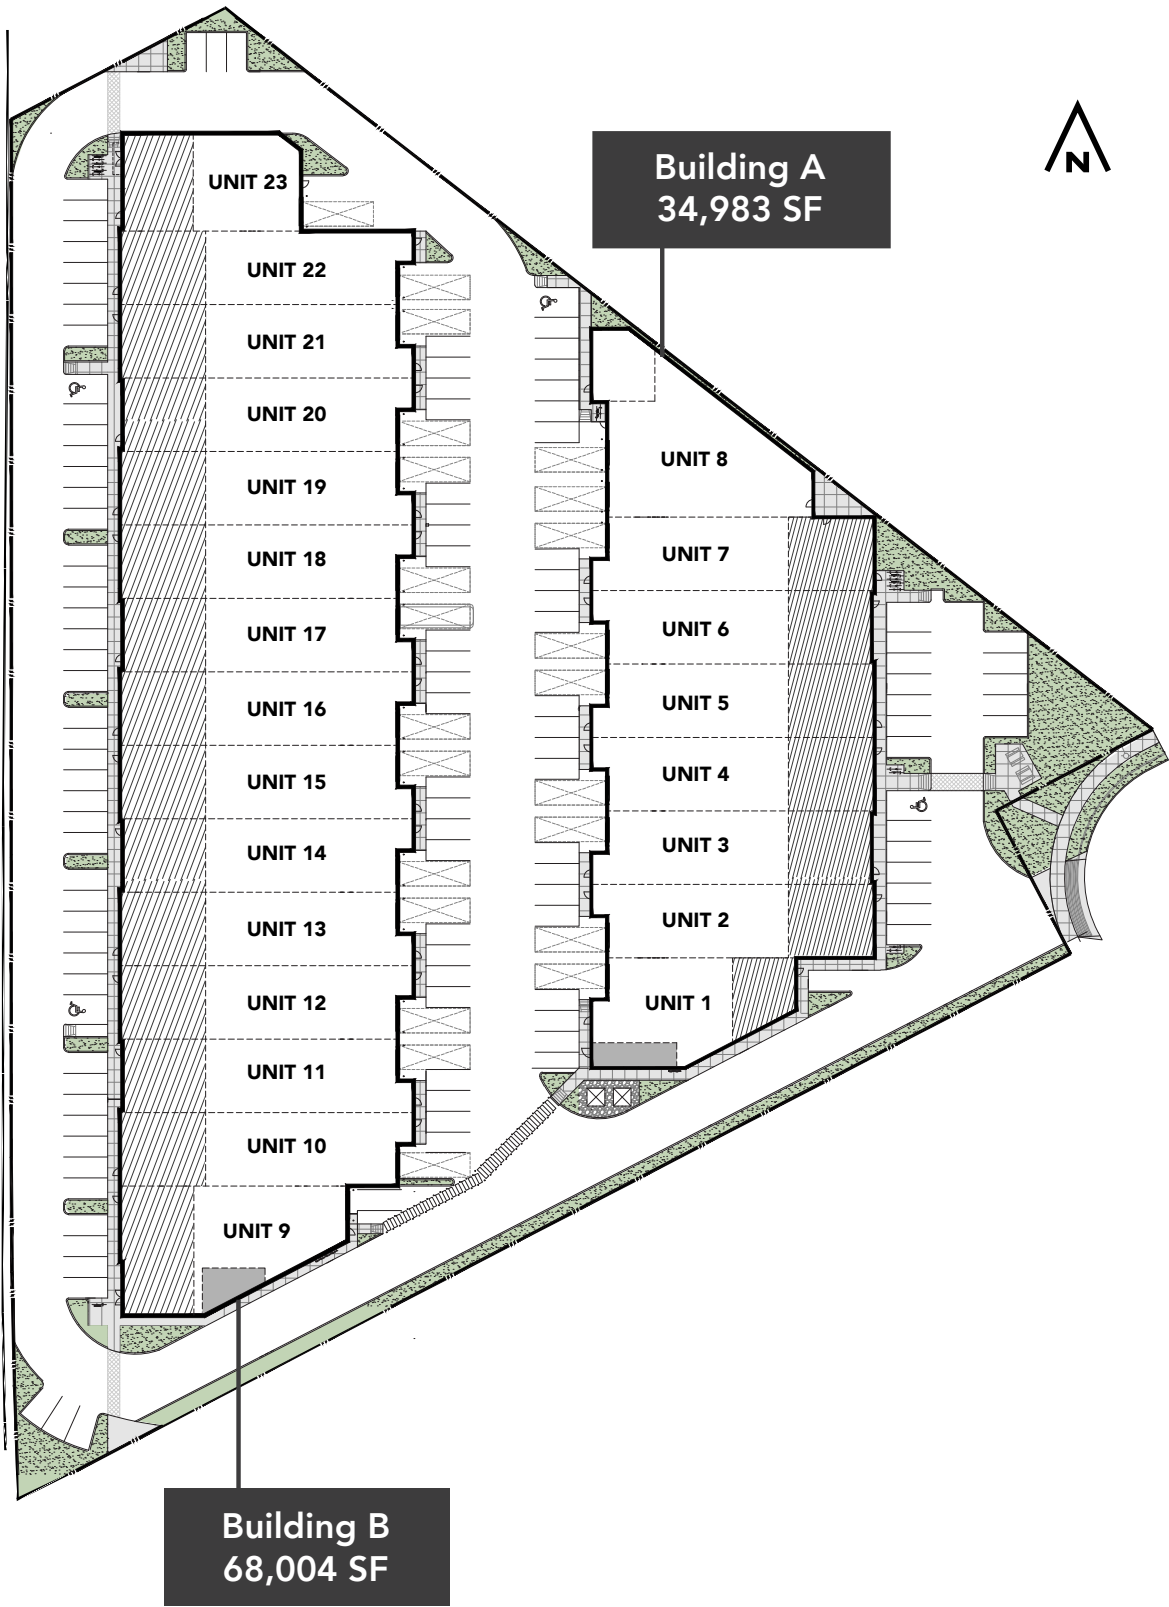 Building A
34,983 SF
N
UNIT 23
UNIT 22
UNIT 21
UNIT 20
UNIT 19
UNIT 18
UNIT 17
UNIT 16
UNIT 15
UNIT 14
UNIT 13
UNIT 12
UNIT 11
UNIT 10
UNIT 9
UNIT 8
UNIT 7
UNIT 6
UNIT 5
UNIT 4
UNIT 3
UNIT 2
UNIT 1
Building B
68,004 SF